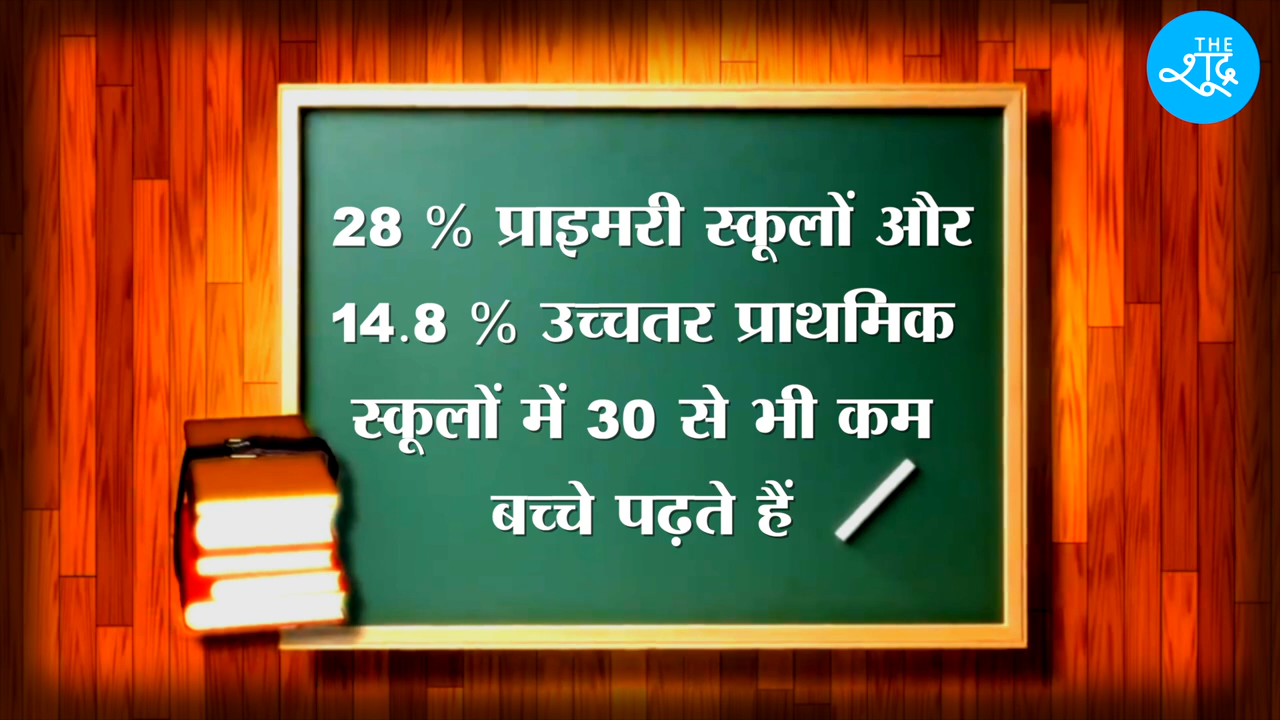 THE
शूद्र
28 % प्राइमरी स्कूलों और
14.8 % उच्चतर प्राथमिक
स्कूलों में 30 से भी कम
बच्चे पढ़ते हैं